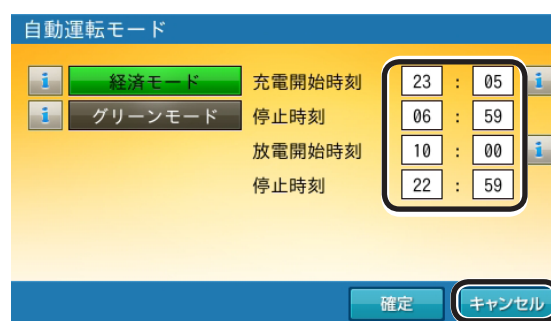 自動運転モード
i 経済モード 充電開始時刻 23 : 05 i
i グリーンモード 停止時刻 06 : 59
放電開始時刻 10 : 00 i
停止時刻 22 : 59
確定 キャンセル